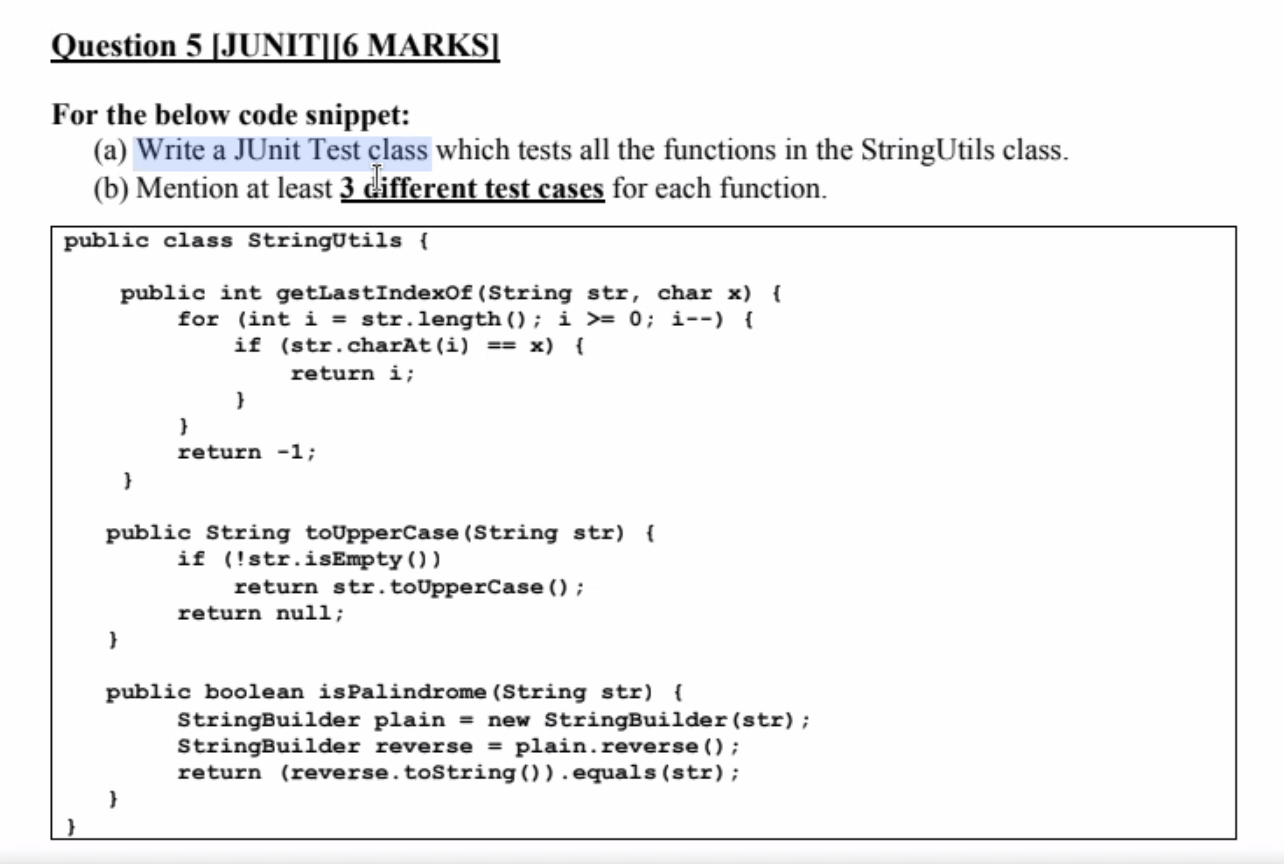 Question 5 [JUNIT][6 MARKS]
For the below code snippet:
(a) Write a JUnit Test class which tests all the functions in the StringUtils class.
(b) Mention at least 3 different test cases for each function.
public class StringUtils {
public int getLastIndexOf(String str, char x) {
for (int i = str.length(); i >= 0; i--) {
if (str.charAt(i) == x) {
return i;
}
}
return -1;
}
public String toUpperCase(String str) {
if (!str.isEmpty())
return str.toUpperCase();
return null;
}
public boolean isPalindrome(String str) {
StringBuilder plain = new StringBuilder(str);
StringBuilder reverse = plain.reverse();
return (reverse.toString()).equals(str);
}
}